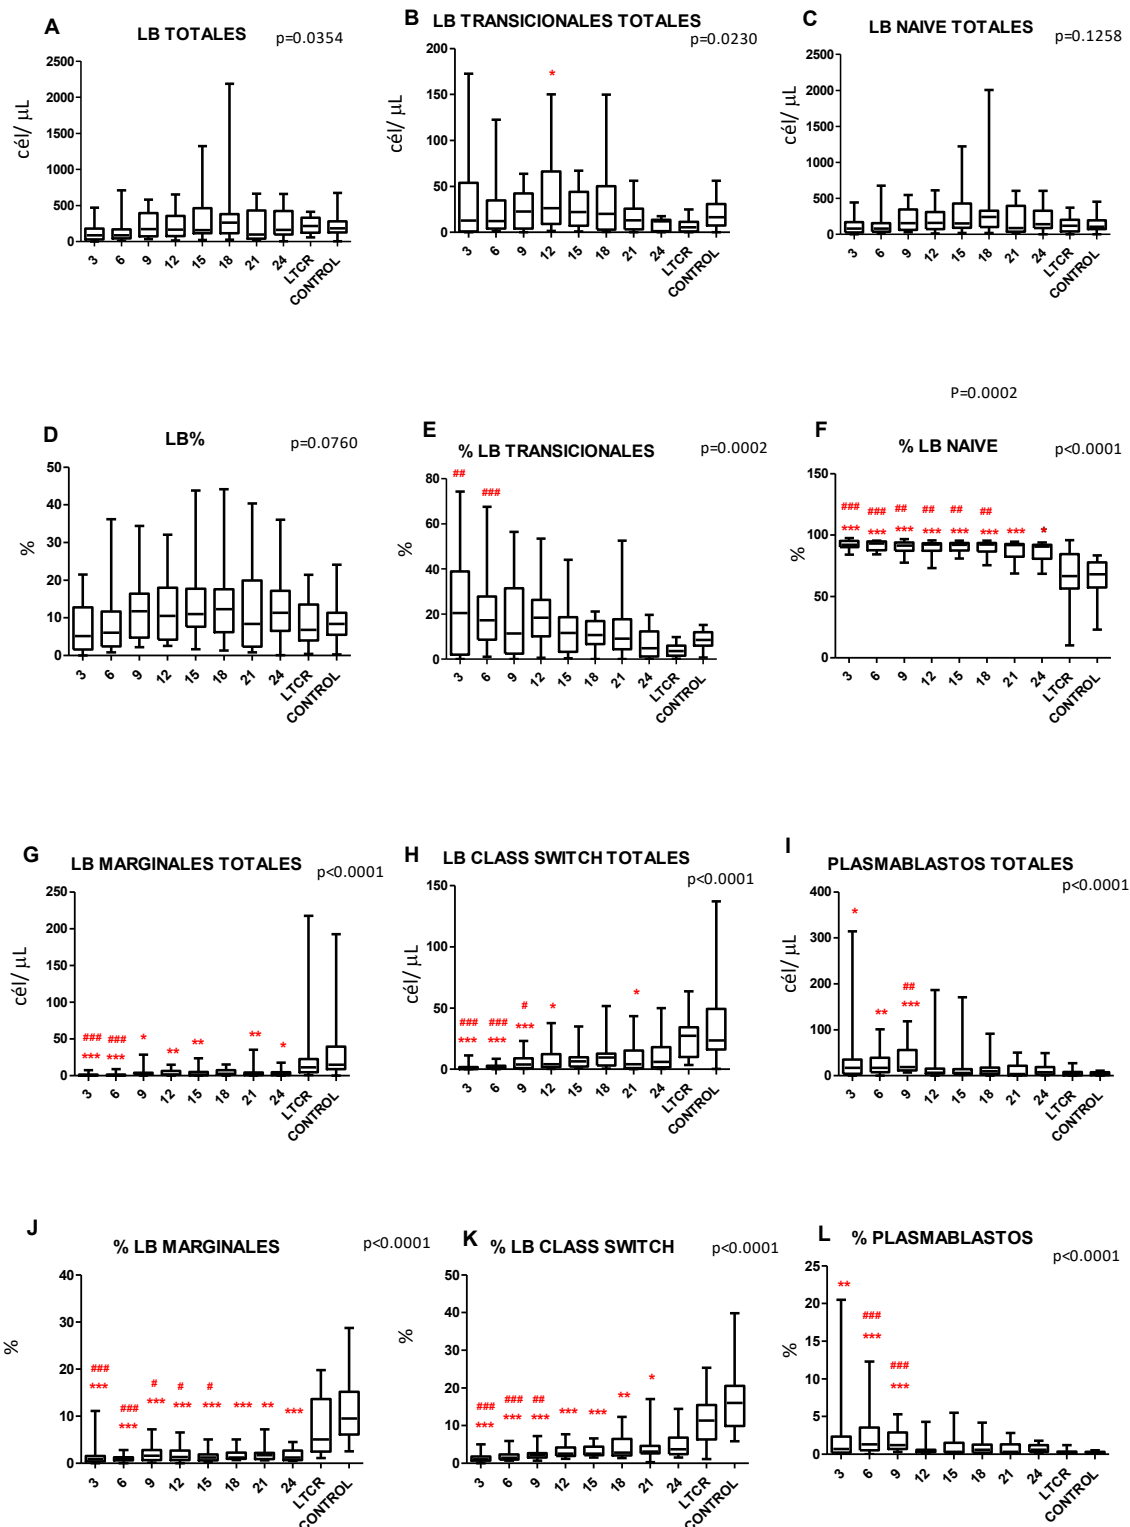 A
LB TOTALES
p=0.0354
cél/ µL
2500
2000
1500
1000
500
0
3
6
9
12
15
18
21
24
LTCR
CONTROL
B
LB TRANSICIONALES TOTALES
p=0.0230
cél/ µL
200
150
100
50
0
*
3
6
9
12
15
18
21
24
LTCR
CONTROL
C
LB NAIVE TOTALES
p=0.1258
cél/ µL
2500
2000
1500
1000
500
0
3
6
9
12
15
18
21
24
LTCR
CONTROL
P=0.0002
D
LB%
p=0.0760
%
50
40
30
20
10
0
3
6
9
12
15
18
21
24
LTCR
CONTROL
E
% LB TRANSICIONALES
p=0.0002
%
80
60
40
20
0
## ###
3
6
9
12
15
18
21
24
LTCR
CONTROL
F
% LB NAIVE
p<0.0001
%
150
100
50
0
### ### ## ## ## ##
*** *** *** *** *** *** *** *
3
6
9
12
15
18
21
24
LTCR
CONTROL
G
LB MARGINALES TOTALES
p<0.0001
cél/ µL
250
200
150
100
50
0
### ###
*** *** * ** ** ** *
3
6
9
12
15
18
21
24
LTCR
CONTROL
H
LB CLASS SWITCH TOTALES
p<0.0001
cél/ µL
150
100
50
0
### ### #
*** *** *** * *
3
6
9
12
15
18
21
24
LTCR
CONTROL
I
PLASMABLASTOS TOTALES
p<0.0001
cél/ µL
400
300
200
100
0
##
* ** ***
3
6
9
12
15
18
21
24
LTCR
CONTROL
J
% LB MARGINALES
p<0.0001
%
40
30
20
10
0
### ### # # #
*** *** *** *** *** *** ** ***
3
6
9
12
15
18
21
24
LTCR
CONTROL
K
% LB CLASS SWITCH
p<0.0001
%
50
40
30
20
10
0
### ### ##
*** *** *** *** *** ** *
3
6
9
12
15
18
21
24
LTCR
CONTROL
L
% PLASMABLASTOS
p<0.0001
%
25
20
15
10
5
0
### ###
** *** ***
3
6
9
12
15
18
21
24
LTCR
CONTROL